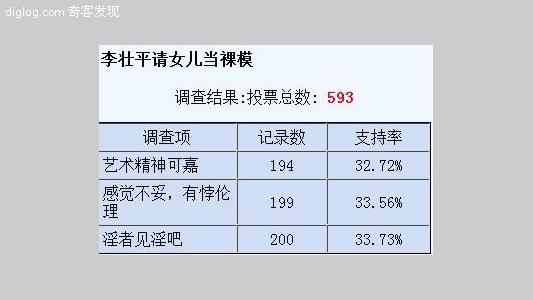 diglog.com 奇客发现
李壮平请女儿当裸模
调查结果:投票总数: 593
调查项 记录数 支持率
艺术精神可嘉 194 32.72%
感觉不妥，有悖伦
理 199 33.56%
淫者见淫吧 200 33.73%